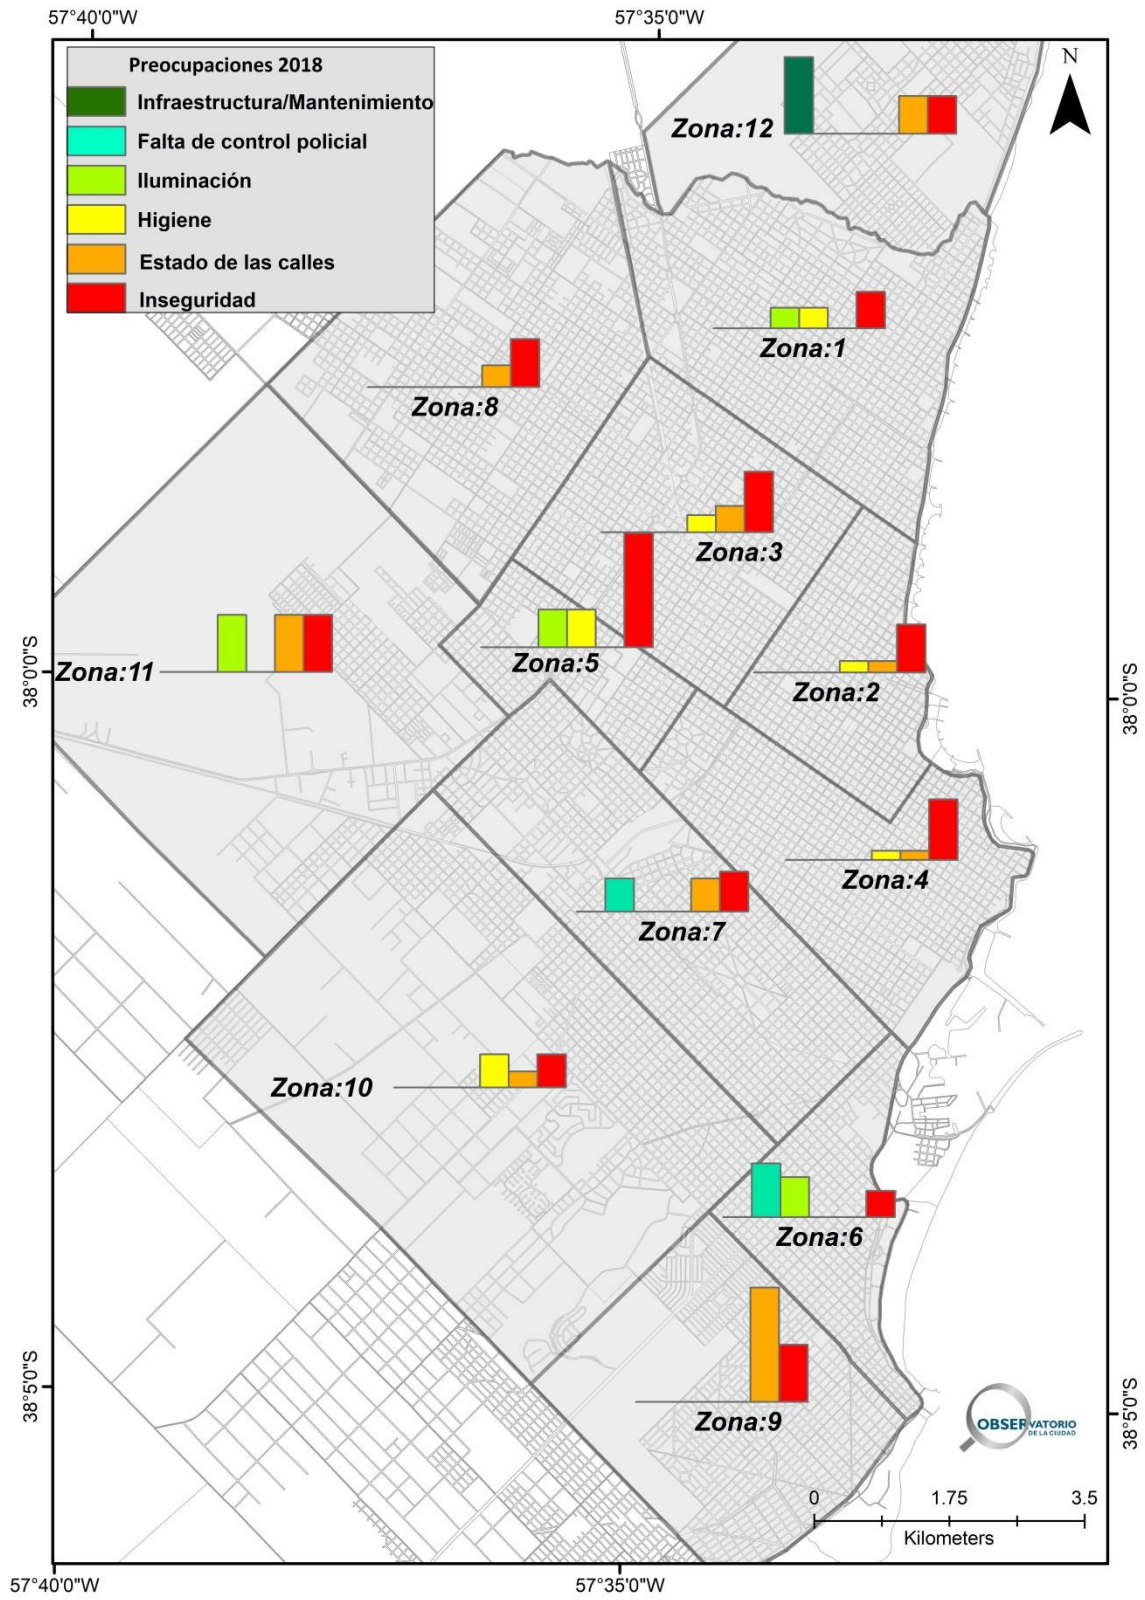 57°40'0"W
57°35'0"W
Preocupaciones 2018
Infraestructura/Mantenimiento
Falta de control policial
Iluminación
Higiene
Estado de las calles
Inseguridad
N
Zona:12
Zona:1
Zona:8
Zona:3
Zona:5
Zona:2
Zona:11
38°0'0"S
38°0'0"S
Zona:4
Zona:7
Zona:10
Zona:6
Zona:9
38°5'0"S
38°5'0"S
OBSERVATORIO
DE LA CIUDAD
0 1.75 3.5
Kilometers
57°40'0"W
57°35'0"W